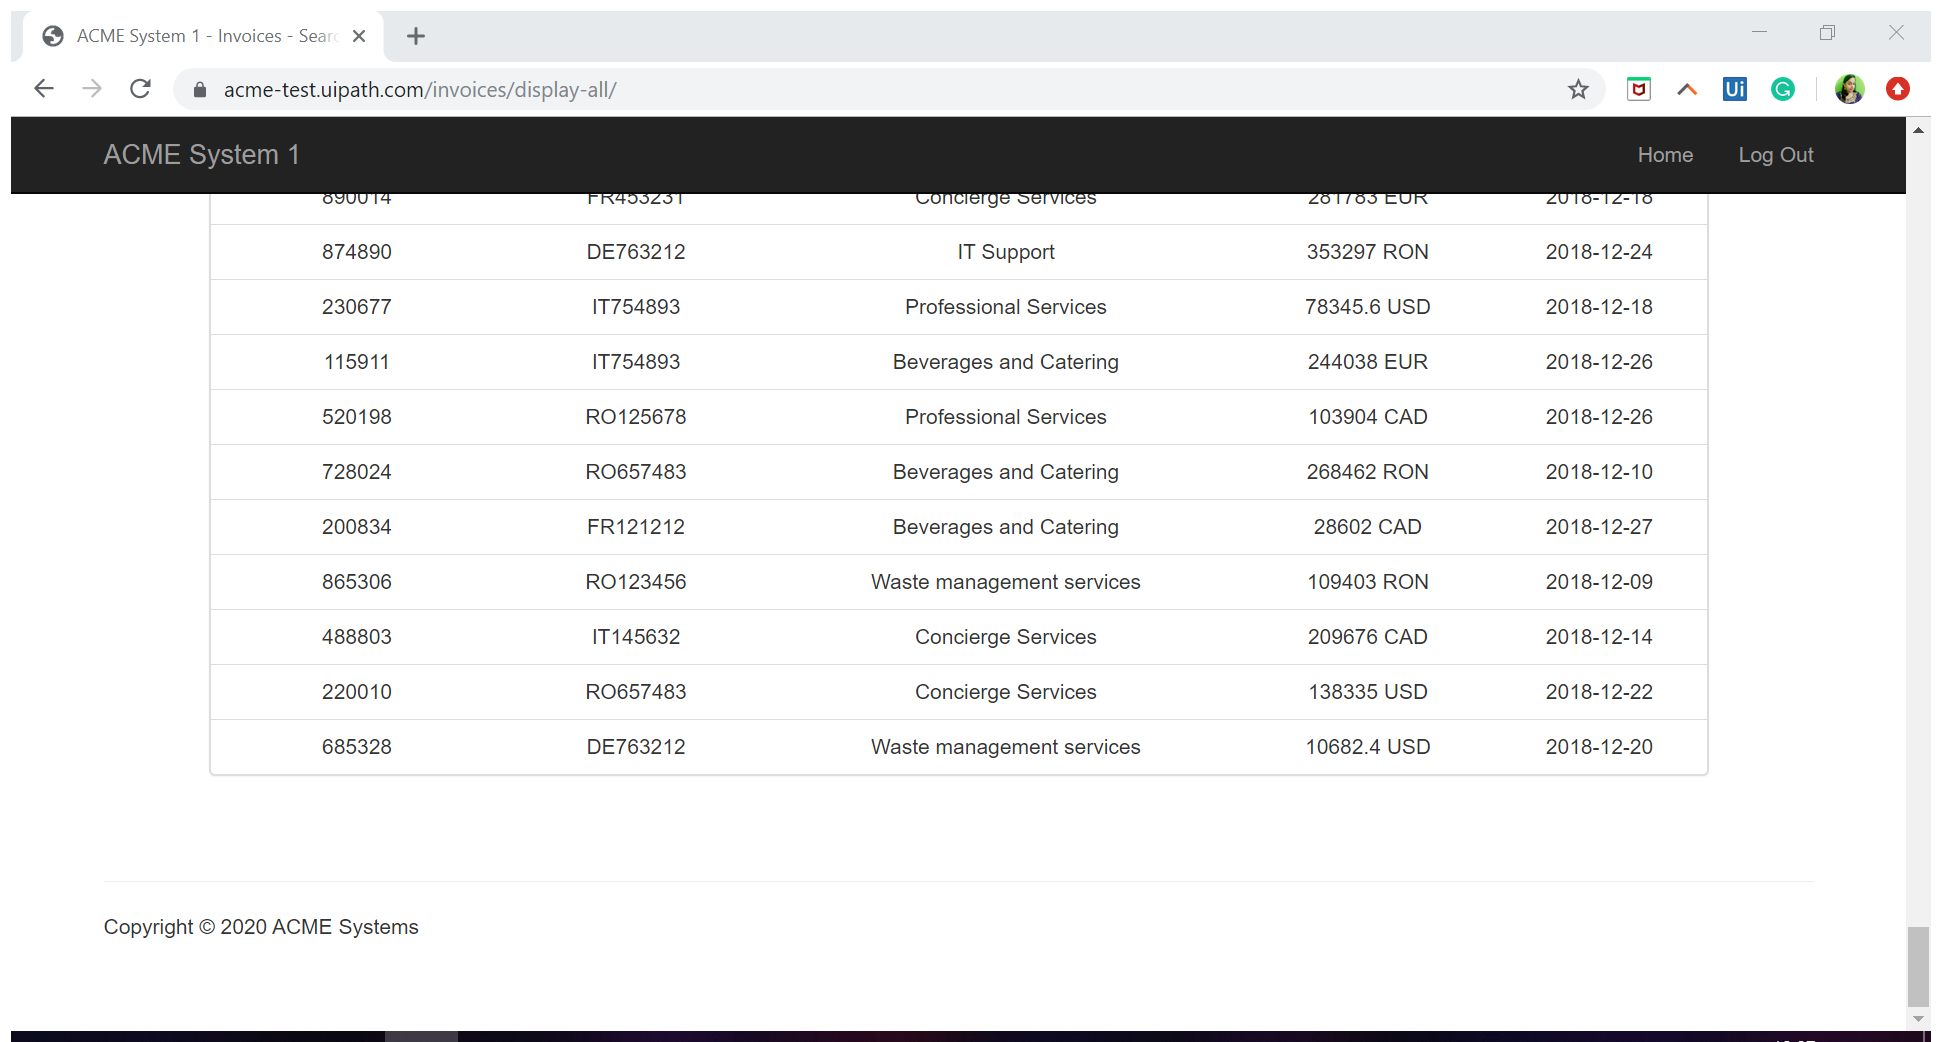 ACME System 1 - Invoices - Sear
acme-test.uipath.com/invoices/display-all/
Ui
ACME System 1 Home Log Out
890014 FR453231 Concierge Services 281783 EUR 2018-12-18
874890 DE763212 IT Support 353297 RON 2018-12-24
230677 IT754893 Professional Services 78345.6 USD 2018-12-18
115911 IT754893 Beverages and Catering 244038 EUR 2018-12-26
520198 RO125678 Professional Services 103904 CAD 2018-12-26
728024 RO657483 Beverages and Catering 268462 RON 2018-12-10
200834 FR121212 Beverages and Catering 28602 CAD 2018-12-27
865306 RO123456 Waste management services 109403 RON 2018-12-09
488803 IT145632 Concierge Services 209676 CAD 2018-12-14
220010 RO657483 Concierge Services 138335 USD 2018-12-22
685328 DE763212 Waste management services 10682.4 USD 2018-12-20
Copyright © 2020 ACME Systems